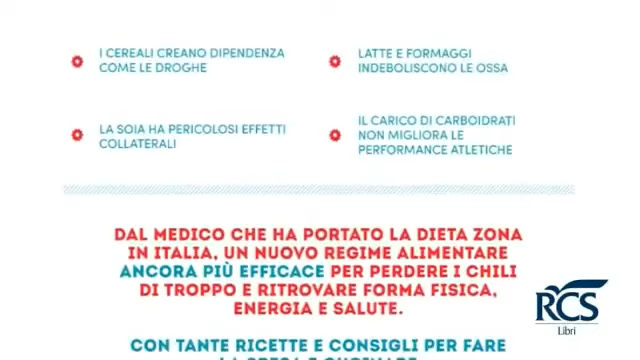 I CEREALI CREANO DIPENDENZA
COME LE DROGHE
LATTE E FORMAGGI
INDEBOLISCONO LE OSSA
LA SOIA HA PERICOLOSI EFFETTI
COLLATERALI
IL CARICO DI CARBOIDRATI
NON MIGLIORA LE
PERFORMANCE ATLETICHE
DAL MEDICO CHE HA PORTATO LA DIETA ZONA
IN ITALIA, UN NUOVO REGIME ALIMENTARE
ANCORA PIÙ EFFICACE PER PERDERE I CHILI
DI TROPPO E RITROVARE FORMA FISICA,
ENERGIA E SALUTE.
RCS
Libri
CON TANTE RICETTE E CONSIGLI PER FARE